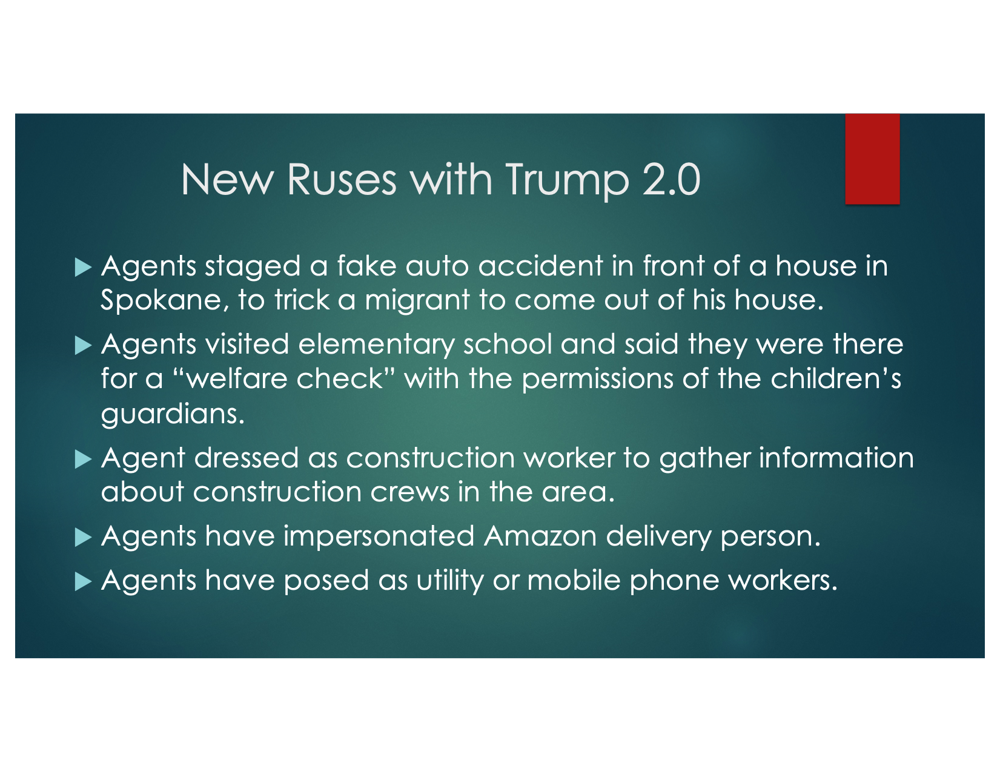 New Ruses with Trump 2.0
Agents staged a fake auto accident in front of a house in
Spokane, to trick a migrant to come out of his house.
Agents visited elementary school and said they were there
for a “welfare check” with the permissions of the children’s
guardians.
Agent dressed as construction worker to gather information
about construction crews in the area.
Agents have impersonated Amazon delivery person.
Agents have posed as utility or mobile phone workers.